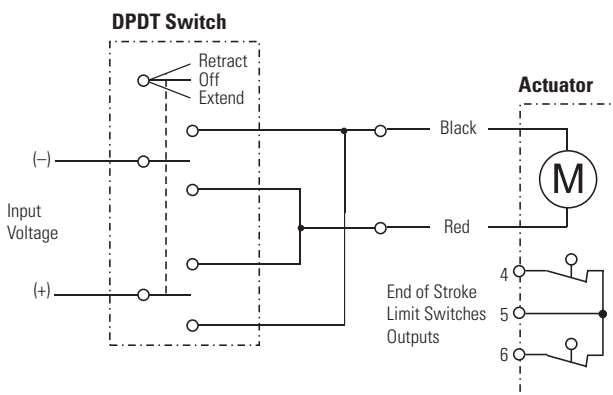 DPDT Switch
Retract
Off
Extend
Actuator
(–)
Black
M
Input
Voltage
Red
(+)
End of Stroke
Limit Switches
Outputs
4
5
6